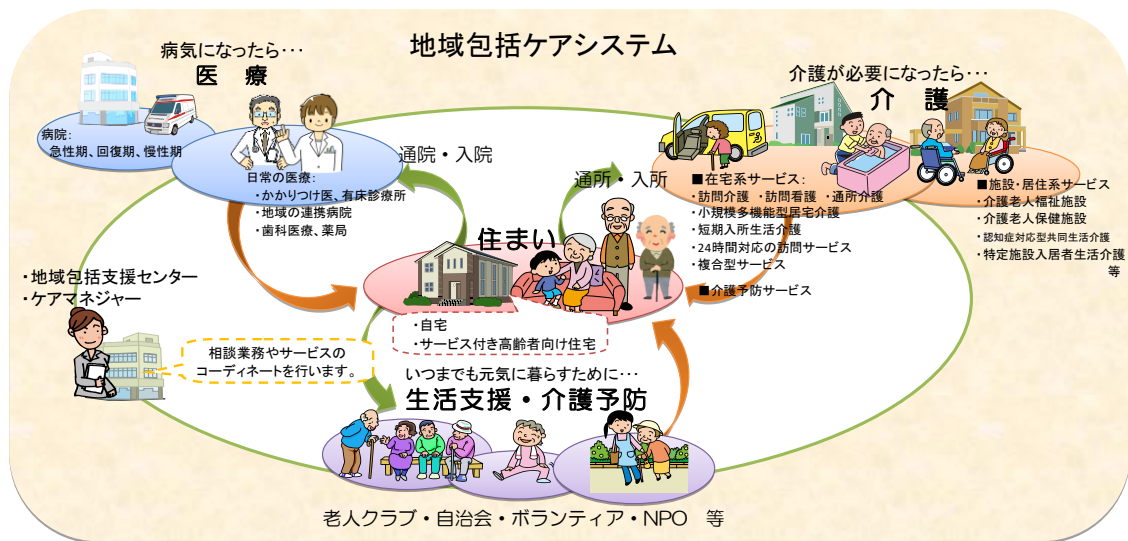 地域包括ケアシステム
病気になったら･･･
医　療
病院:
急性期、回復期、慢性期
日常の医療:
・かかりつけ医、有床診療所
・地域の連携病院
・歯科医療、薬局
通院・入院
介護が必要になったら･･･
介　護
通所・入所
■在宅系サービス:
・訪問介護 ・訪問看護 ・通所介護
・小規模多機能型居宅介護
・短期入所生活介護
・24時間対応の訪問サービス
・複合型サービス
■介護予防サービス
■施設・居住系サービス
・介護老人福祉施設
・介護老人保健施設
・認知症対応型共同生活介護
・特定施設入居者生活介護
等
住まい
・自宅
・サービス付き高齢者向け住宅
・地域包括支援センター
・ケアマネジャー
相談業務やサービスの
コーディネートを行います。
いつまでも元気に暮らすために･･･
生活支援・介護予防
老人クラブ・自治会・ボランティア・NPO　等